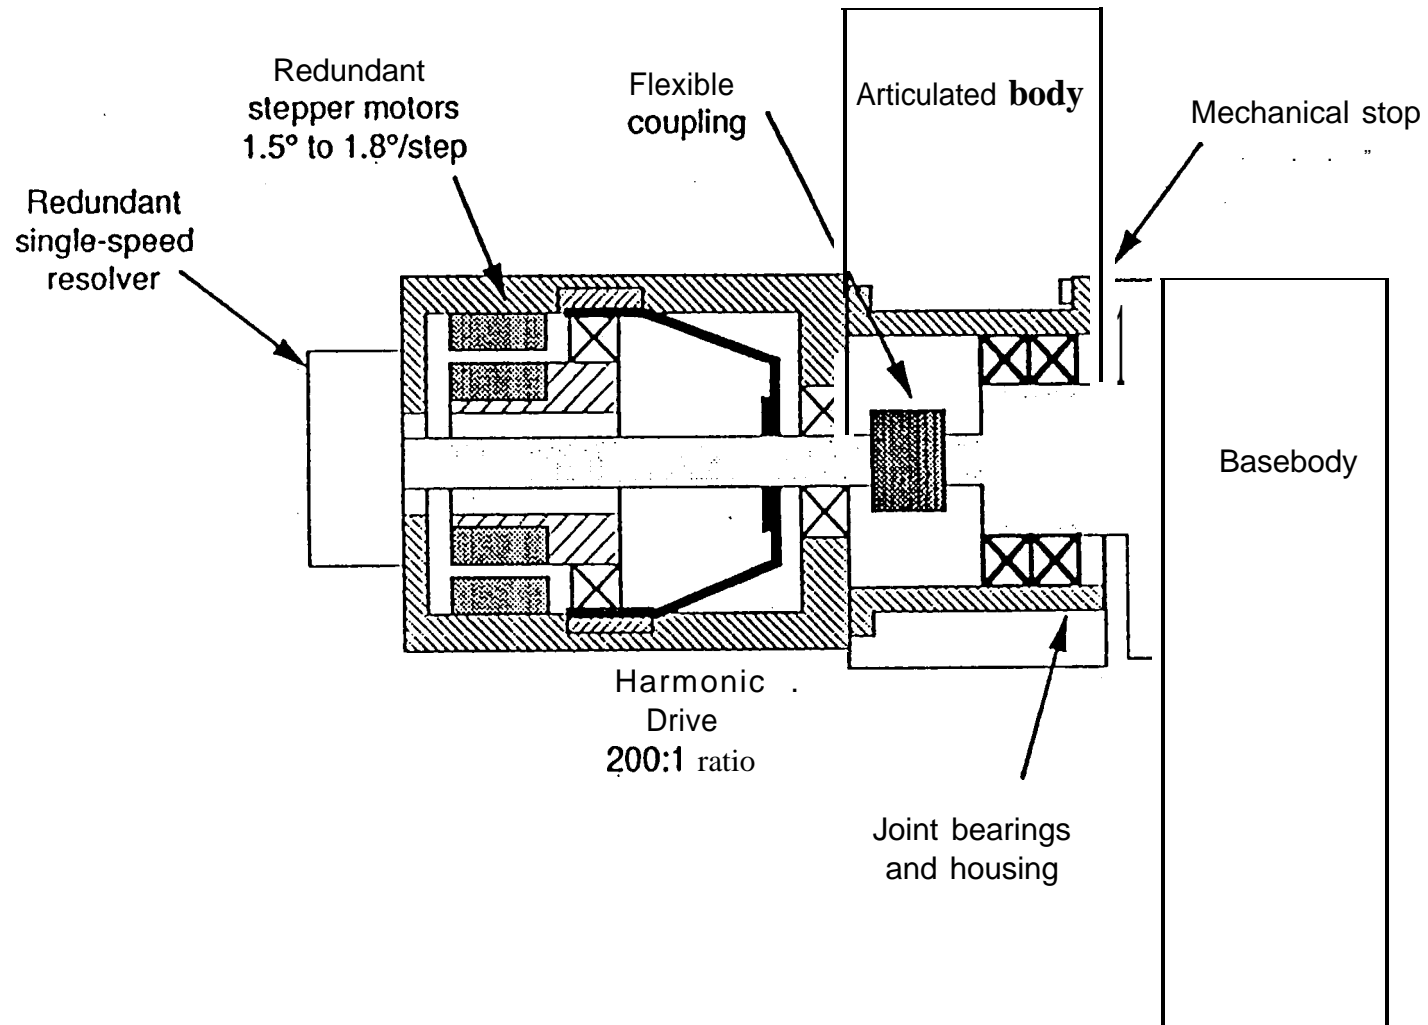 Redundant
stepper motors
1.5° to 1.8°/step
Flexible
coupling
Articulated body
Mechanical stop
Redundant
single-speed
resolver
Basebody
Harmonic
Drive
200:1 ratio
Joint bearings
and housing